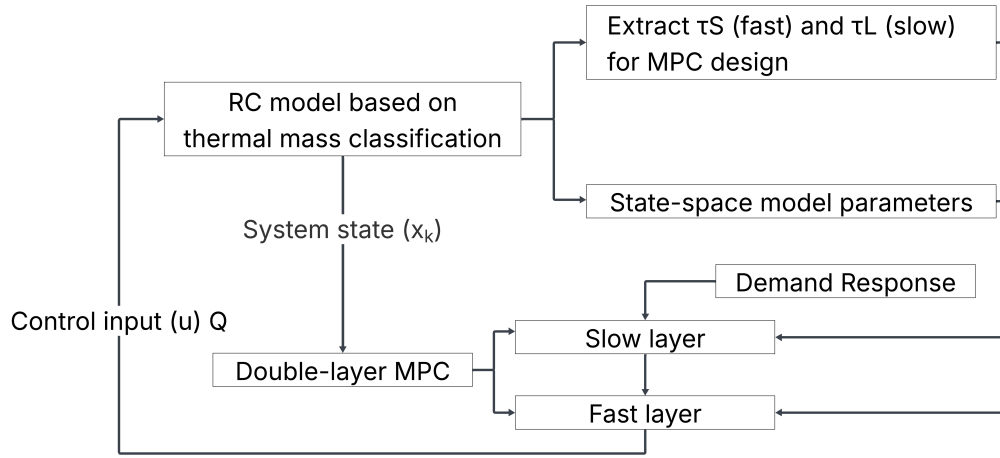 Extract τS (fast) and τL (slow)
for MPC design
RC model based on
thermal mass classification
State-space model parameters
System state (xₖ)
Demand Response
Control input (u) Q
Slow layer
Double-layer MPC
Fast layer